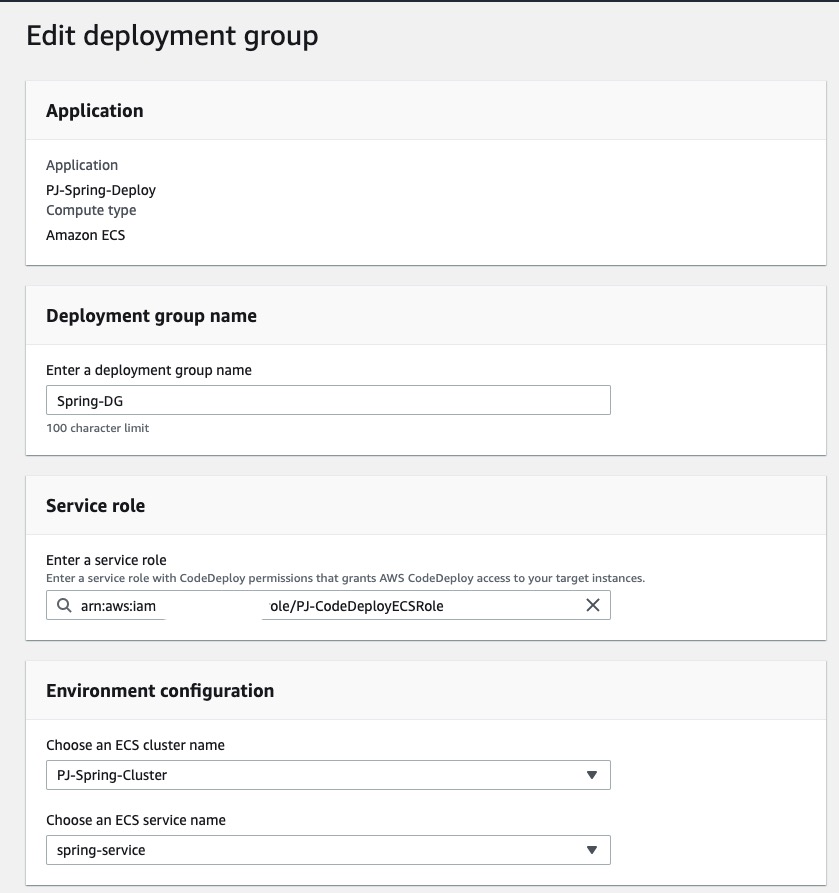 Edit deployment group
Application
Application
PJ-Spring-Deploy
Compute type
Amazon ECS
Deployment group name
Enter a deployment group name
Spring-DG
100 character limit
Service role
Enter a service role
Enter a service role with CodeDeploy permissions that grants AWS CodeDeploy access to your target instances.
arn:aws:iam ole/PJ-CodeDeployECSRole
Environment configuration
Choose an ECS cluster name
PJ-Spring-Cluster
Choose an ECS service name
spring-service